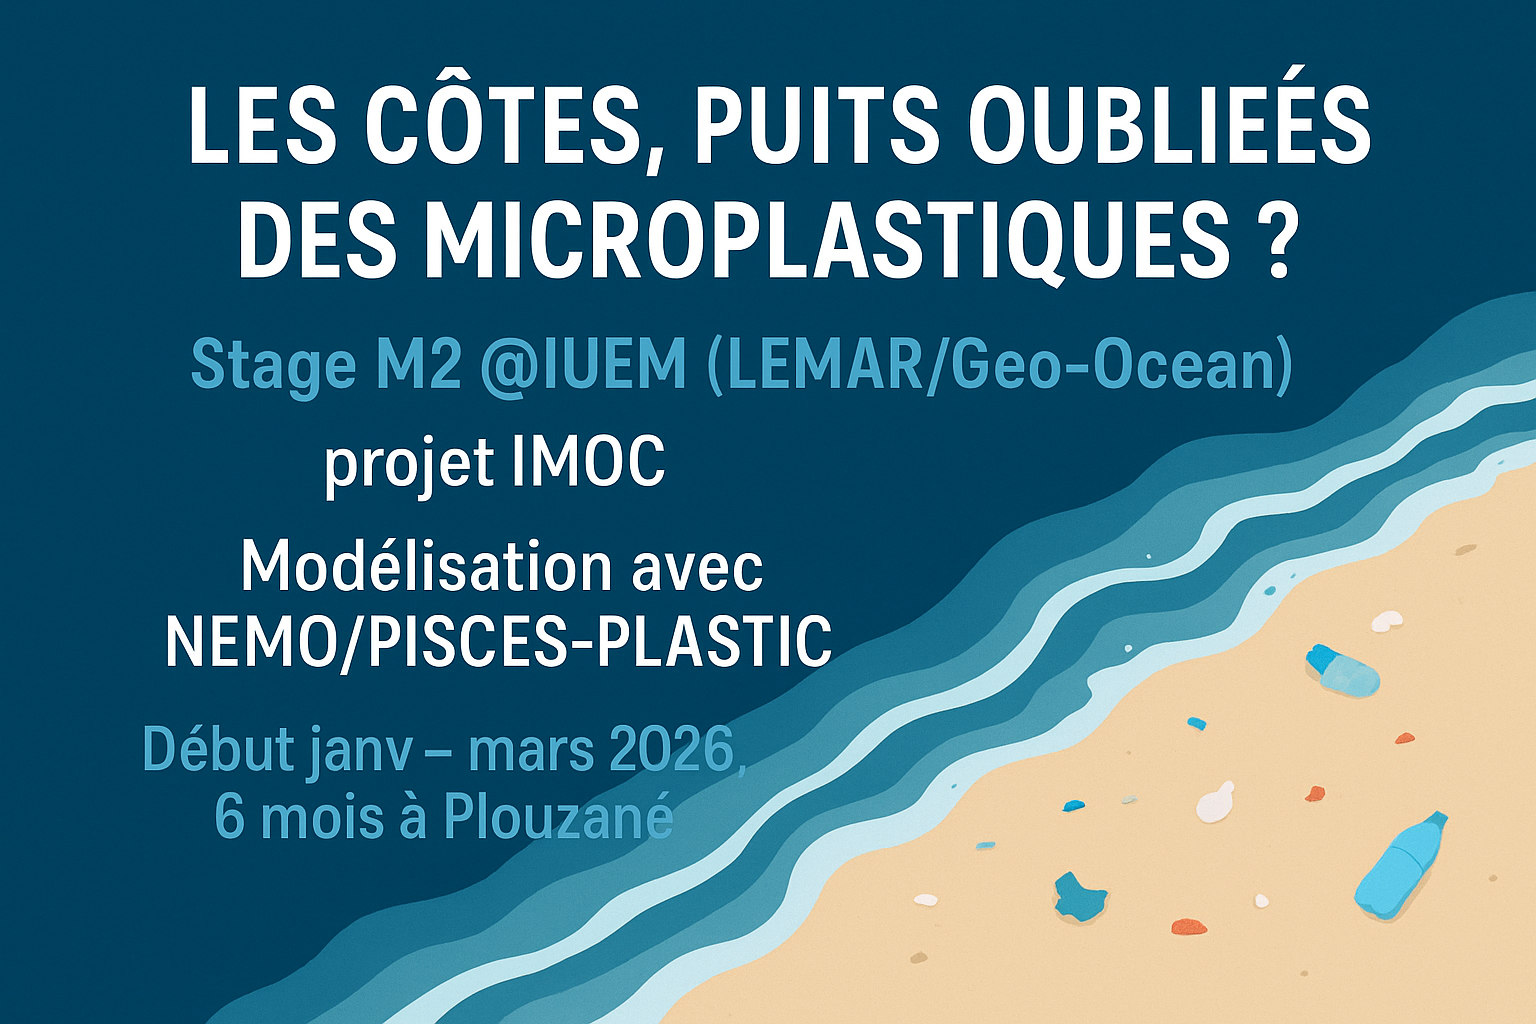 LES CÔTES, PUITS OUBLIEÉS
DES MICROPLASTIQUES ?
Stage M2 @IUEM (LEMAR/Geo-Ocean)
projet IMOC
Modélisation avec
NEMO/PISCES-PLASTIC
Début janv – mars 2026,
6 mois à Plouzané